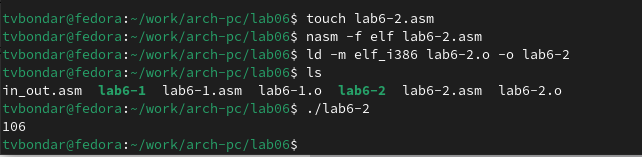 tvbondar@fedora:~/work/arch-pc/lab06$ touch lab6-2.asm
tvbondar@fedora:~/work/arch-pc/lab06$ nasm -f elf lab6-2.asm
tvbondar@fedora:~/work/arch-pc/lab06$ ld -m elf_i386 lab6-2.o -o lab6-2
tvbondar@fedora:~/work/arch-pc/lab06$ ls
in_out.asm  lab6-1  lab6-1.asm  lab6-1.o  lab6-2  lab6-2.asm  lab6-2.o
tvbondar@fedora:~/work/arch-pc/lab06$ ./lab6-2
106
tvbondar@fedora:~/work/arch-pc/lab06$